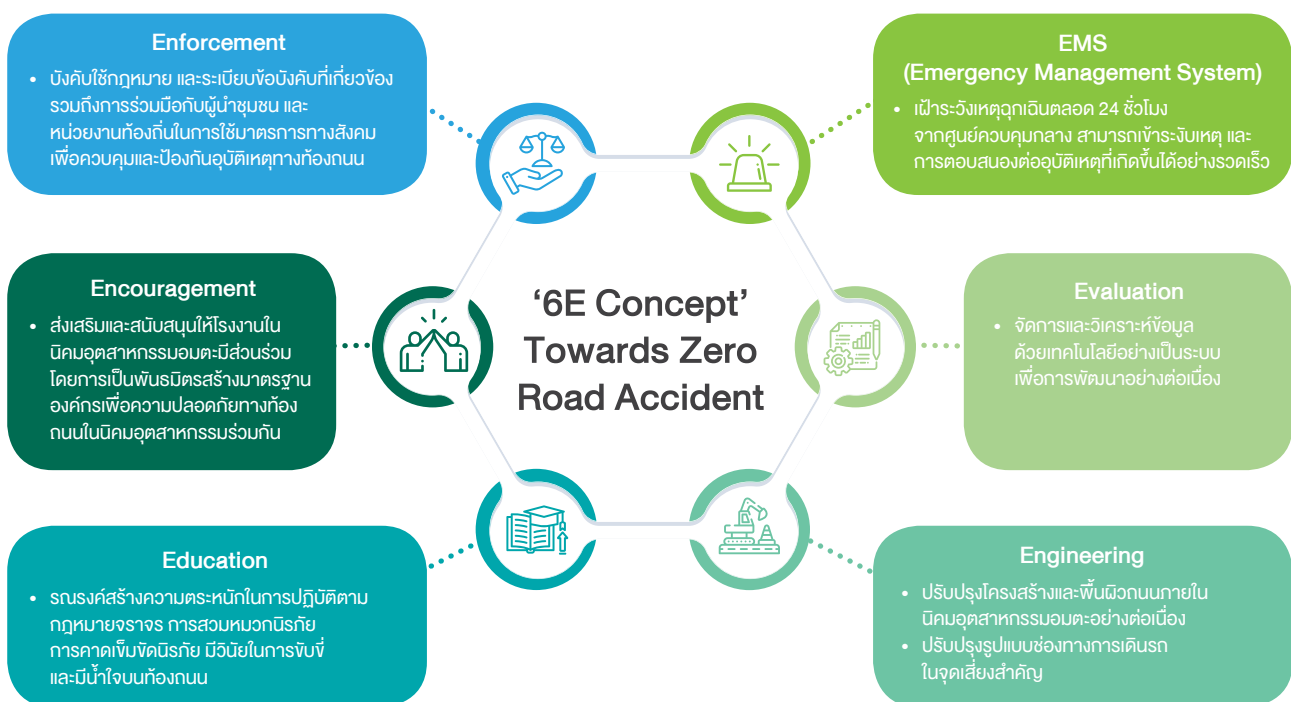 Enforcement
• บังคับใช้กฎหมาย และระเบียบข้อบังคับที่เกี่ยวข้อง
รวมถึงการร่วมมือกับผู้นำชุมชน และ
หน่วยงานท้องถิ่นในการใช้มาตรการทางสังคม
เพื่อควบคุมและป้องกันอุบัติเหตุทางท้องถนน
EMS
(Emergency Management System)
• เฝ้าระวังเหตุฉุกเฉินตลอด 24 ชั่วโมง
จากศูนย์ควบคุมกลาง สามารถเข้าระงับเหตุ และ
การตอบสนองต่ออุบัติเหตุที่เกิดขึ้นได้อย่างรวดเร็ว
Encouragement
• ส่งเสริมและสนับสนุนให้โรงงานใน
นิคมอุตสาหกรรมอมตะมีส่วนร่วม
โดยการเป็นพันธมิตรสร้างมาตรฐาน
องค์กรเพื่อความปลอดภัยทางท้อง
ถนนในนิคมอุตสาหกรรมร่วมกัน
‘6E Concept’
Towards Zero
Road Accident
Evaluation
• จัดการและวิเคราะห์ข้อมูล
ด้วยเทคโนโลยีอย่างเป็นระบบ
เพื่อการพัฒนาอย่างต่อเนื่อง
Education
• รณรงค์สร้างความตระหนักในการปฏิบัติตาม
กฎหมายจราจร การสวมหมวกนิรภัย
การคาดเข็มขัดนิรภัย มีวินัยในการขับขี่
และมีน้ำใจบนท้องถนน
Engineering
• ปรับปรุงโครงสร้างและพื้นผิวถนนภายใน
นิคมอุตสาหกรรมอมตะอย่างต่อเนื่อง
• ปรับปรุงรูปแบบช่องทางการเดินรถ
ในจุดเสี่ยงสำคัญ